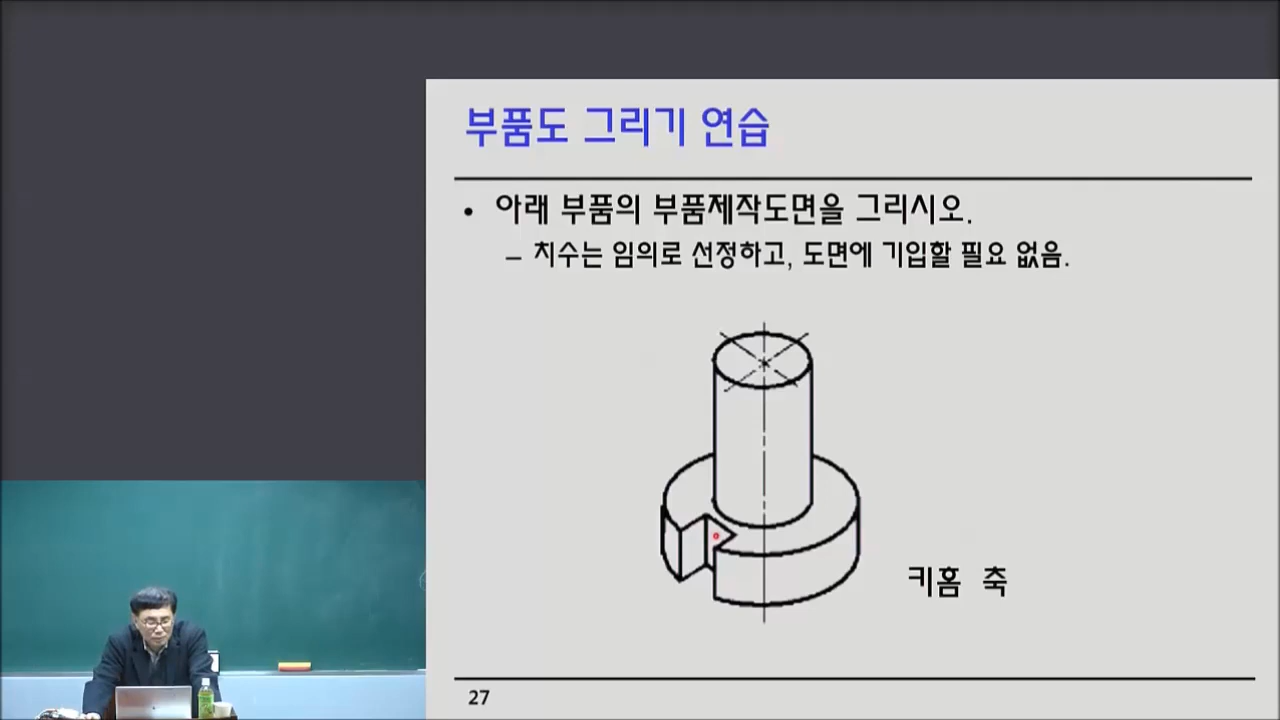 부품도 그리기 연습
• 아래 부품의 부품제작도면을 그리시오.
– 치수는 임의로 선정하고, 도면에 기입할 필요 없음.
키홈 축
27